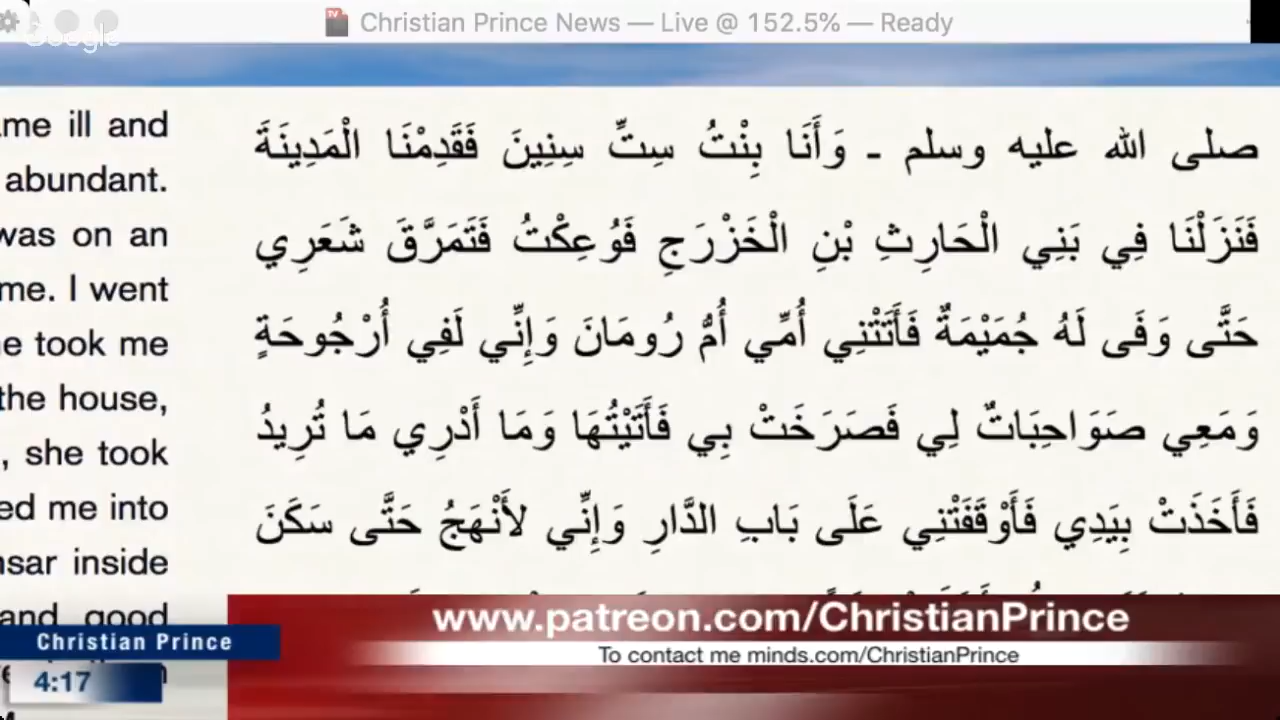 Christian Prince News — Live @ 152.5% — Ready
Google
ill and
abundant.
was on an
me. I went
took me
the house,
, she took
me into
inside
and good
صلى الله عليه وسلم ـ وَأَنَا بِنْتُ سِتِّ سِنِينَ فَقَدِمْنَا الْمَدِينَةَ
فَنَزَلْنَا فِي بَنِي الْحَارِثِ بْنِ الْخَزْرَجِ فَوُعِكْتُ فَتَمَرَّقَ شَعَرِي
حَتَّى وَفَى لَهُ جُمَيْمَةٌ فَأَتَتْنِي أُمِّي أُمُّ رُومَانَ وَإِنِّي لَفِي أُرْجُوحَةٍ
وَمَعِي صَوَاحِبَاتٌ لِي فَصَرَخَتْ بِي فَأَتَيْتُهَا وَمَا أَدْرِي مَا تُرِيدُ
فَأَخَذَتْ بِيَدِي فَأَوْقَفَتْنِي عَلَى بَابِ الدَّارِ وَإِنِّي لأَنْهَجُ حَتَّى سَكَنَ
www.patreon.com/ChristianPrince
To contact me minds.com/ChristianPrince
Christian Prince
4:17